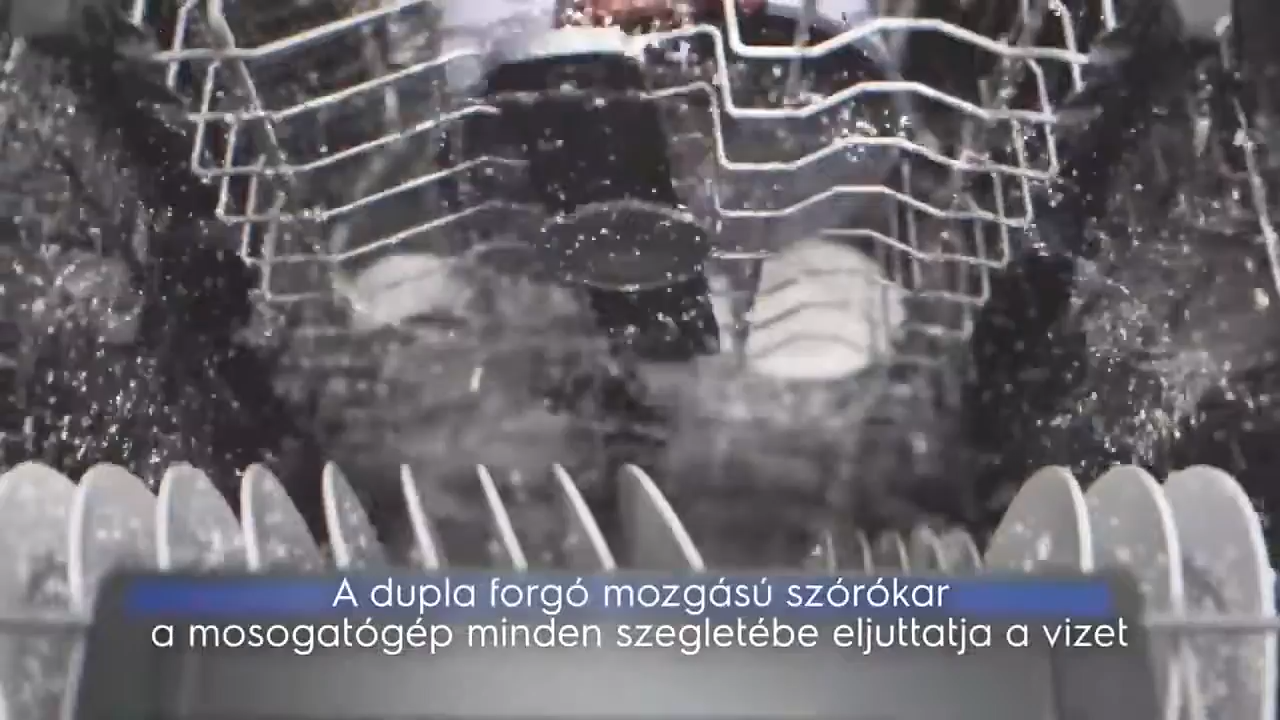 A dupla forgó mozgású szórókar
a mosogatógép minden szegletébe eljuttatja a vizet